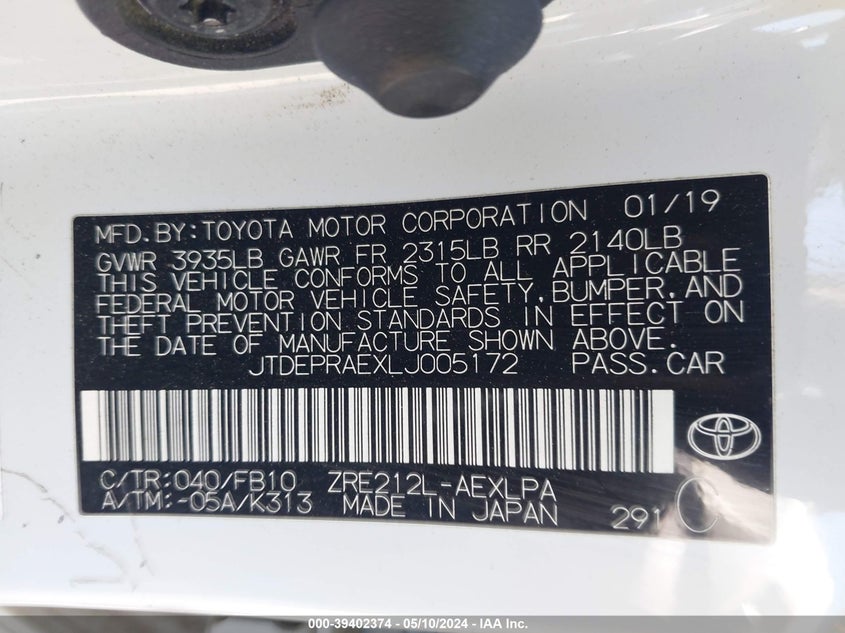 MFD.BY:TOYOTA MOTOR CORPORATION 01/19
GVWR 3935LB GAWR FR 2315LB RR 2140LB
THIS VEHICLE CONFORMS TO ALL APPLICABLE
FEDERAL MOTOR VEHICLE SAFETY,BUMPER,AND
THEFT PREVENTION STANDARDS IN EFFECT ON
THE DATE OF MANUFACTURE SHOWN ABOVE.
JTDEPRAEXLJ005172 PASS.CAR
C/TR:040/FB10 ZRE212L-AEXLPA
A/TM:-05A/K313 MADE IN JAPAN 291
000-39402374 - 05/10/2024 - IAAI.com